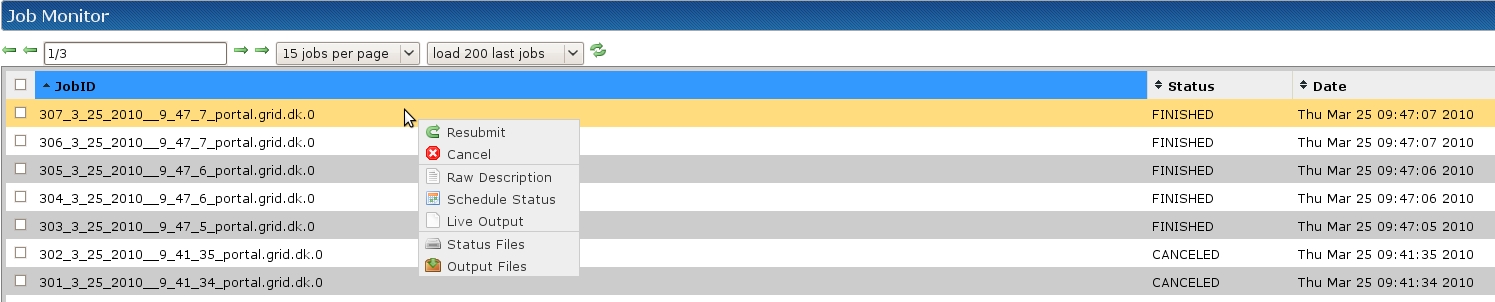 Job Monitor
1/3 15 jobs per page load 200 last jobs
JobID Status Date
307_3_25_2010__9_47_7_portal.grid.dk.0 FINISHED Thu Mar 25 09:47:07 2010
Resubmit
306_3_25_2010__9_47_7_portal.grid.dk.0 FINISHED Thu Mar 25 09:47:07 2010
Cancel
305_3_25_2010__9_47_6_portal.grid.dk.0 Raw Description FINISHED Thu Mar 25 09:47:06 2010
304_3_25_2010__9_47_6_portal.grid.dk.0 Schedule Status FINISHED Thu Mar 25 09:47:06 2010
Live Output
303_3_25_2010__9_47_5_portal.grid.dk.0 FINISHED Thu Mar 25 09:47:05 2010
Status Files
302_3_25_2010__9_41_35_portal.grid.dk.0 CANCELED Thu Mar 25 09:41:35 2010
Output Files
301_3_25_2010__9_41_34_portal.grid.dk.0 CANCELED Thu Mar 25 09:41:34 2010